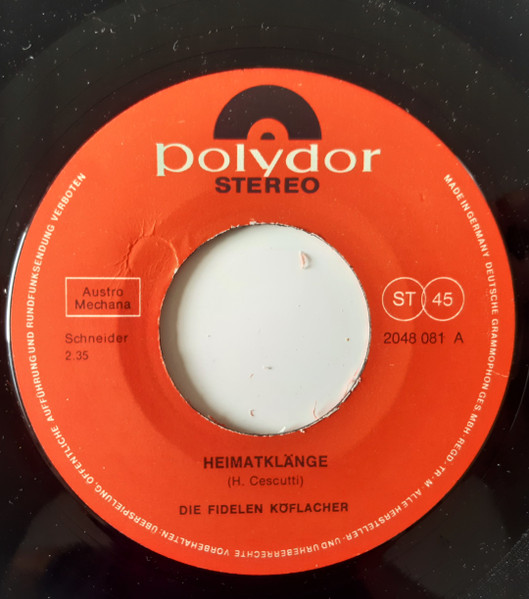 polydor
STEREO
Austro
Mechana
ST 45
Schneider
2.35
2048 081 A
HEIMATKLÄNGE
(H. Cescutti)
DIE FIDELEN KÖFLACHER
MADE IN GERMANY DEUTSCHE GRAMMOPHON GES. MBH · REGD · TR · M · ALLE HERSTELLER- UND URHEBERRECHTE VORBEHALTEN · ÜBERSPIELUNG, ÖFFENTLICHE AUFFÜHRUNG UND RUNDFUNKSENDUNG VERBOTEN